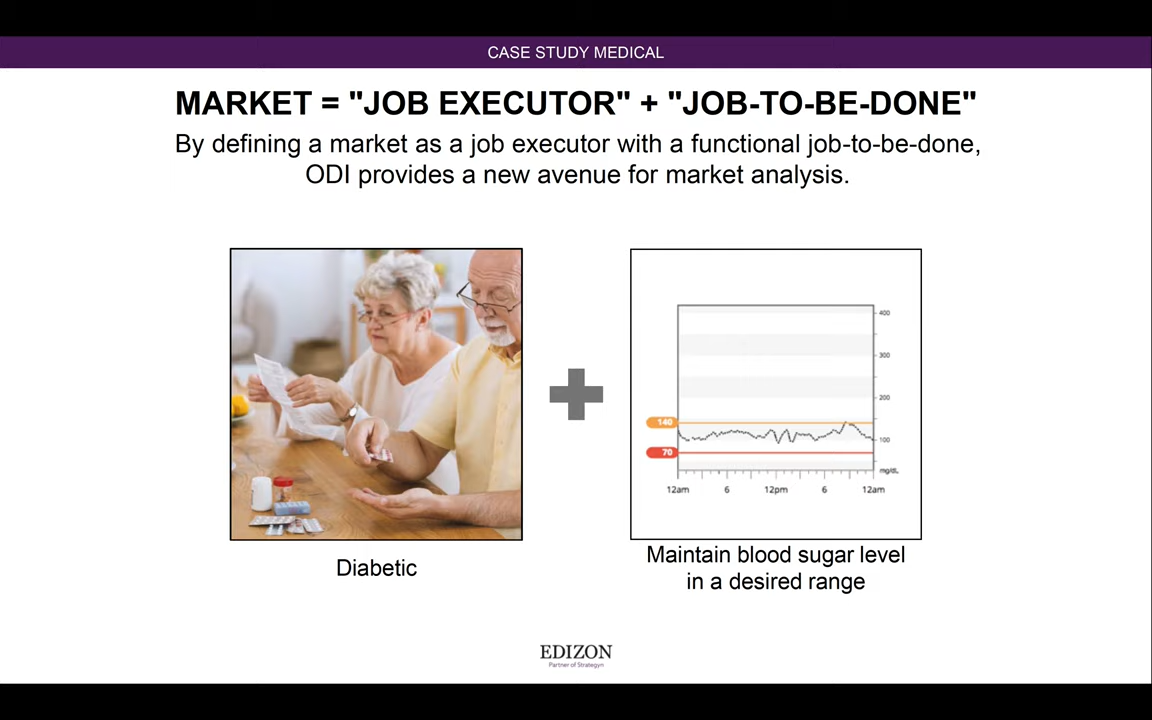 CASE STUDY MEDICAL
MARKET = "JOB EXECUTOR" + "JOB-TO-BE-DONE"
By defining a market as a job executor with a functional job-to-be-done,
ODI provides a new avenue for market analysis.
400
300
200
140
100
70
mg/dL
12am 6 12pm 6 12am
Diabetic
Maintain blood sugar level
in a desired range
EDIZON
Partner of Strategyn